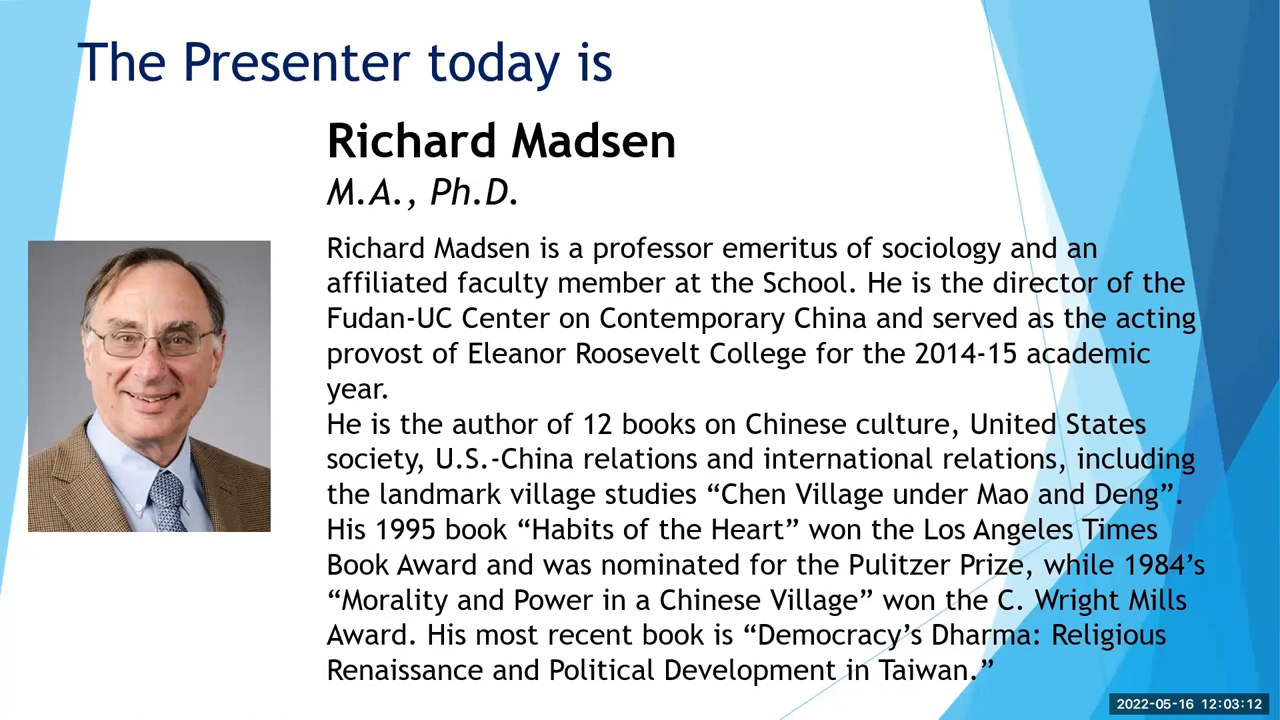 The Presenter today is
Richard Madsen
M.A., Ph.D.
Richard Madsen is a professor emeritus of sociology and an
affiliated faculty member at the School. He is the director of the
Fudan-UC Center on Contemporary China and served as the acting
provost of Eleanor Roosevelt College for the 2014-15 academic
year.
He is the author of 12 books on Chinese culture, United States
society, U.S.-China relations and international relations, including
the landmark village studies “Chen Village under Mao and Deng”.
His 1995 book “Habits of the Heart” won the Los Angeles Times
Book Award and was nominated for the Pulitzer Prize, while 1984’s
“Morality and Power in a Chinese Village” won the C. Wright Mills
Award. His most recent book is “Democracy’s Dharma: Religious
Renaissance and Political Development in Taiwan.”
2022-05-16 12:03:12